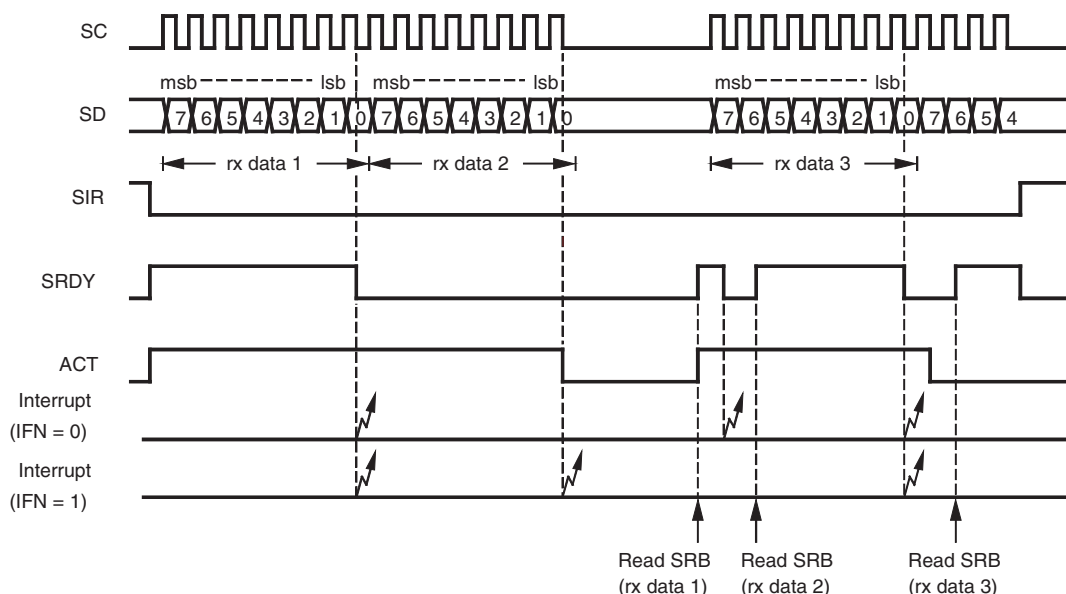 SC
msb lsb msb lsb msb lsb
SD 7 6 5 4 3 2 1 0 7 6 5 4 3 2 1 0 7 6 5 4 3 2 1 0 7 6 5 4
rx data 1 rx data 2 rx data 3
SIR
SRDY
ACT
Interrupt
(IFN = 0)
Interrupt
(IFN = 1)
Read SRB Read SRB Read SRB
(rx data 1) (rx data 2) (rx data 3)